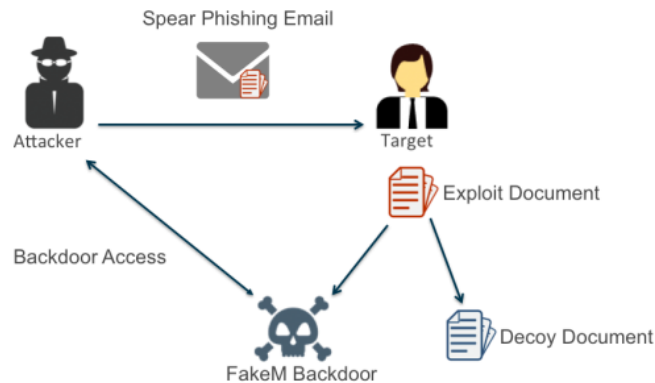 Spear Phishing Email
Attacker
Target
Exploit Document
Backdoor Access
Decoy Document
FakeM Backdoor